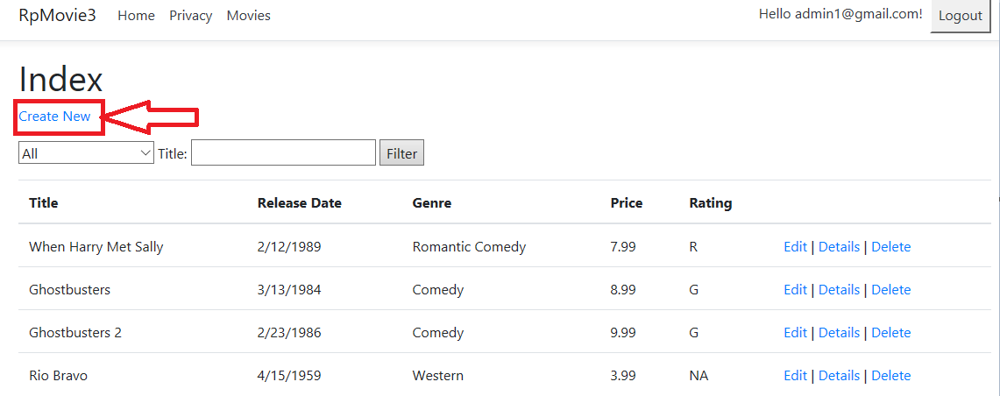 RpMovie3 Home Privacy Movies Hello admin1@gmail.com! Logout
Index
Create New
All Title: Filter
Title Release Date Genre Price Rating
When Harry Met Sally 2/12/1989 Romantic Comedy 7.99 R Edit | Details | Delete
Ghostbusters 3/13/1984 Comedy 8.99 G Edit | Details | Delete
Ghostbusters 2 2/23/1986 Comedy 9.99 G Edit | Details | Delete
Rio Bravo 4/15/1959 Western 3.99 NA Edit | Details | Delete